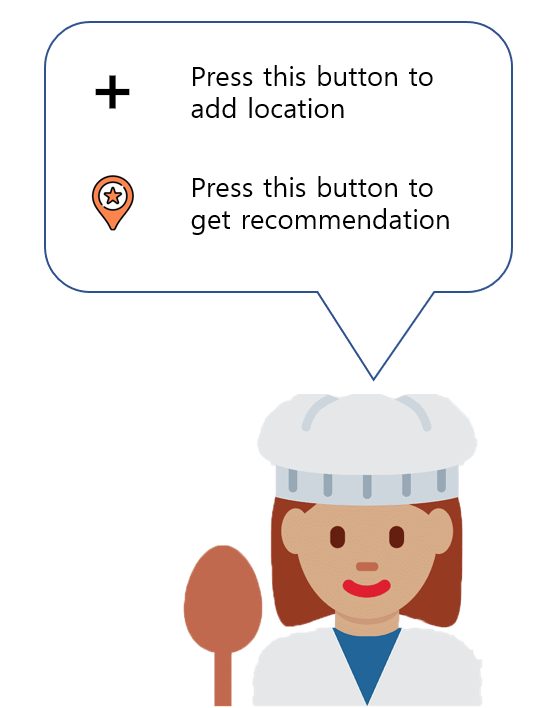 Press this button to
add location
Press this button to
get recommendation